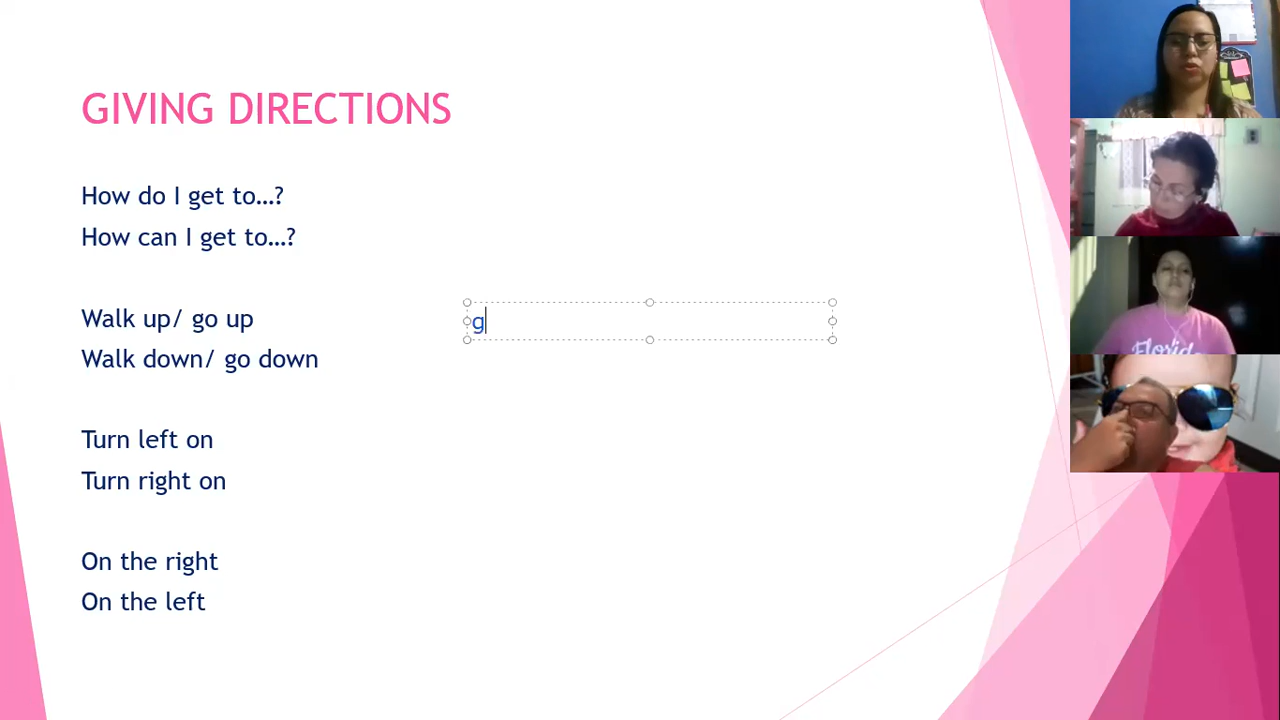 GIVING DIRECTIONS
How do I get to...?
How can I get to...?
Walk up/ go up
g
Walk down/ go down
Turn left on
Turn right on
On the right
On the left
Florida